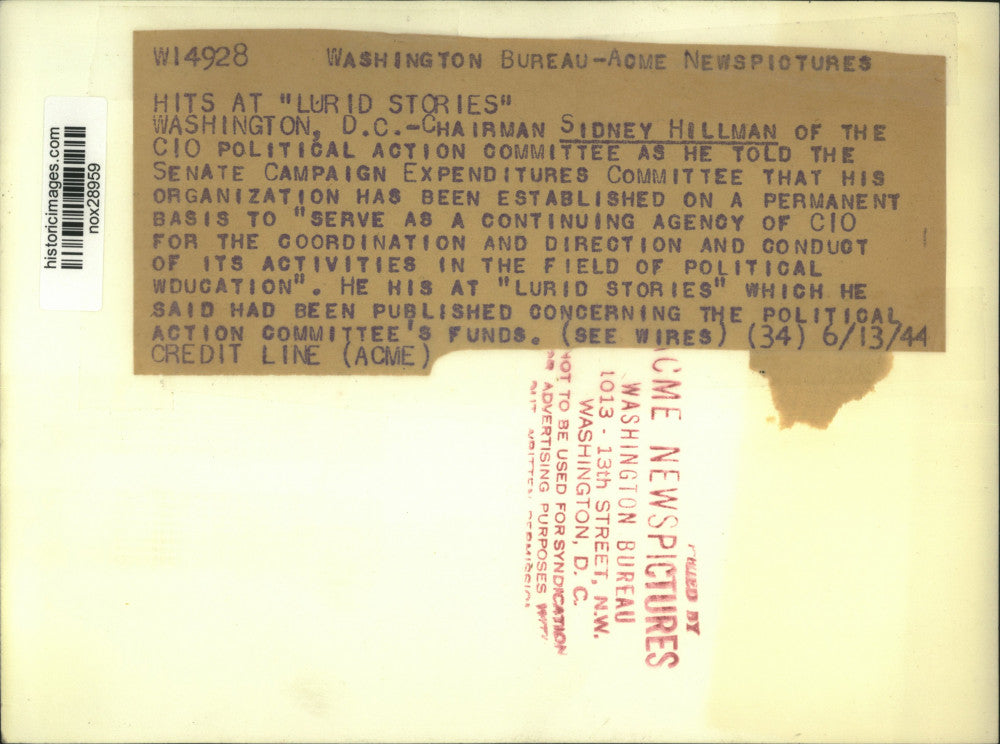 W14928 WASHINGTON BUREAU-ACME NEWSPICTURES
HITS AT "LURID STORIES"
WASHINGTON, D.C.-CHAIRMAN SIDNEY HILLMAN OF THE
CIO POLITICAL ACTION COMMITTEE AS HE TOLD THE
SENATE CAMPAIGN EXPENDITURES COMMITTEE THAT HIS
ORGANIZATION HAS BEEN ESTABLISHED ON A PERMANENT
BASIS TO "SERVE AS A CONTINUING AGENCY OF CIO
FOR THE COORDINATION AND DIRECTION AND CONDUCT
OF ITS ACTIVITIES IN THE FIELD OF POLITICAL
WDUCATION". HE HIS AT "LURID STORIES" WHICH HE
SAID HAD BEEN PUBLISHED CONCERNING THE POLITICAL
ACTION COMMITTEE'S FUNDS. (SEE WIRES) (34) 6/13/44
CREDIT LINE (ACME)
historicimages.com
nox28959
BY
ACME NEWSPICTURES
WASHINGTON BUREAU
1013 - 13th STREET, N.W.
WASHINGTON, D. C.
NOT TO BE USED FOR SYNDICATION
OR ADVERTISING PURPOSES
WRITTEN PERMISSION